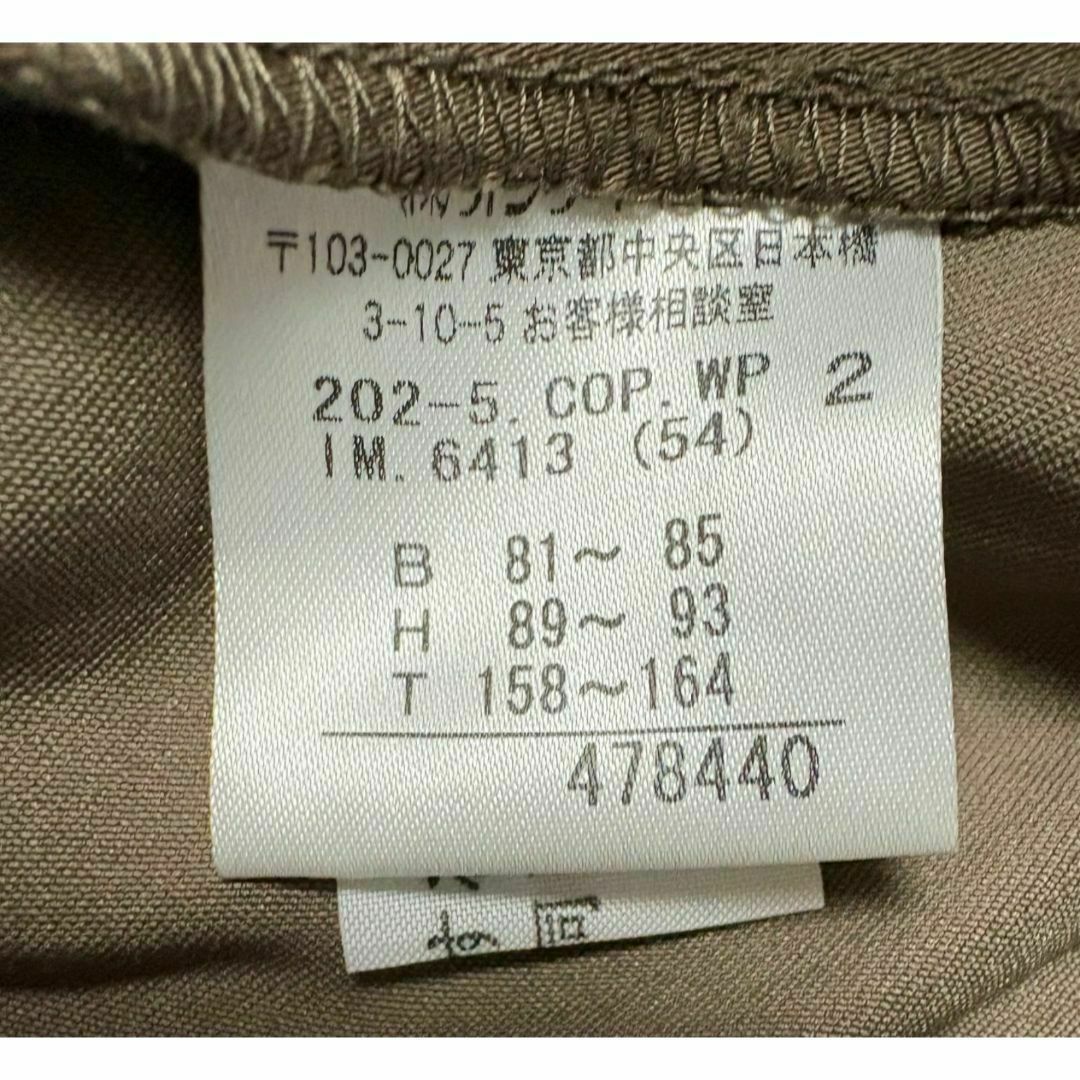 〒103-0027 東京都中央区日本橋
3-10-5 お客様相談室
202-5. COP. WP 2
IM. 6413 (54)
B 81〜 85
H 89〜 93
T 158〜164
478440